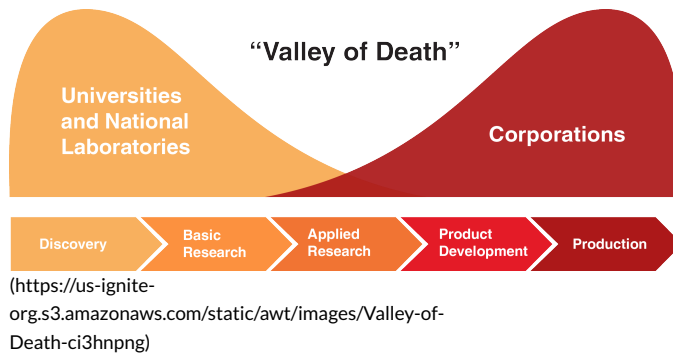 “Valley of Death”
Universities
and National
Laboratories
Corporations
Discovery
Basic
Research
Applied
Research
Product
Development
Production
(https://us-ignite-
org.s3.amazonaws.com/static/awt/images/Valley-of-
Death-ci3hnpng)